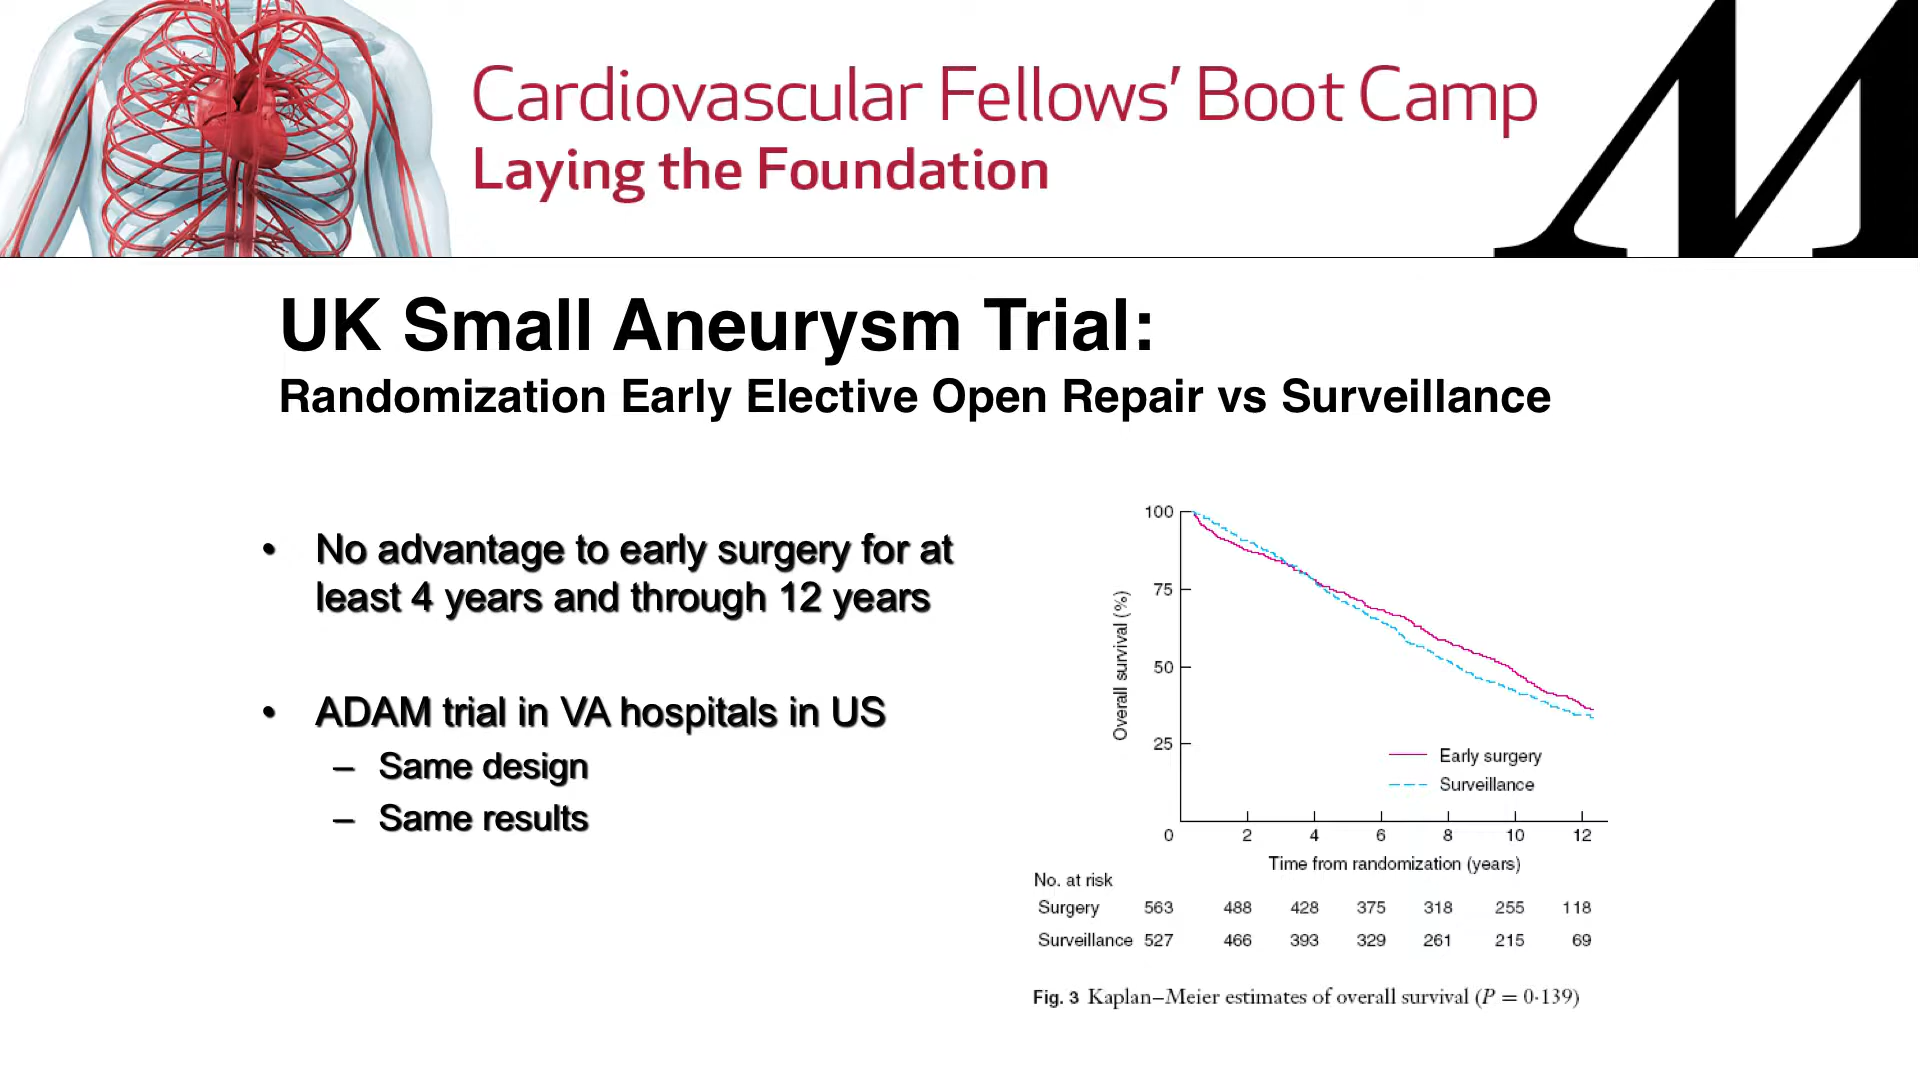 Cardiovascular Fellows' Boot Camp
Laying the Foundation
M
UK Small Aneurysm Trial:
Randomization Early Elective Open Repair vs Surveillance
• No advantage to early surgery for at
least 4 years and through 12 years
• ADAM trial in VA hospitals in US
– Same design
– Same results
100
75
50
25
Overall survival (%)
Early surgery
Surveillance
0 2 4 6 8 10 12
Time from randomization (years)
No. at risk
Surgery 563 488 428 375 318 255 118
Surveillance 527 466 393 329 261 215 69
Fig. 3 Kaplan–Meier estimates of overall survival (P = 0·139)